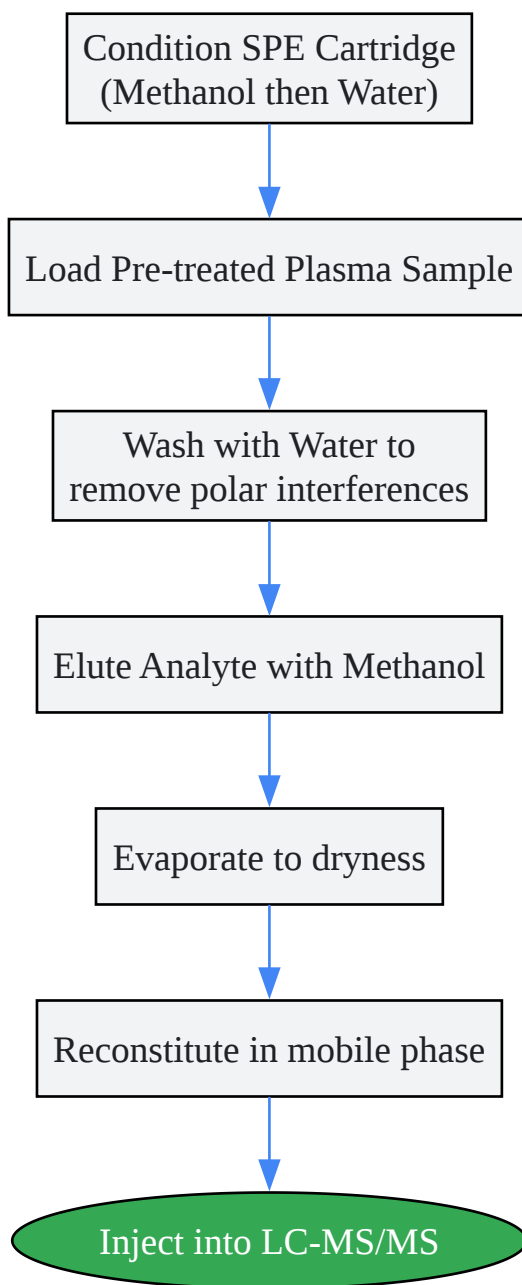 Condition SPE Cartridge
(Methanol then Water)
Load Pre-treated Plasma Sample
Wash with Water to
remove polar interferences
Elute Analyte with Methanol
Evaporate to dryness
Reconstitute in mobile phase
Inject into LC-MS/MS